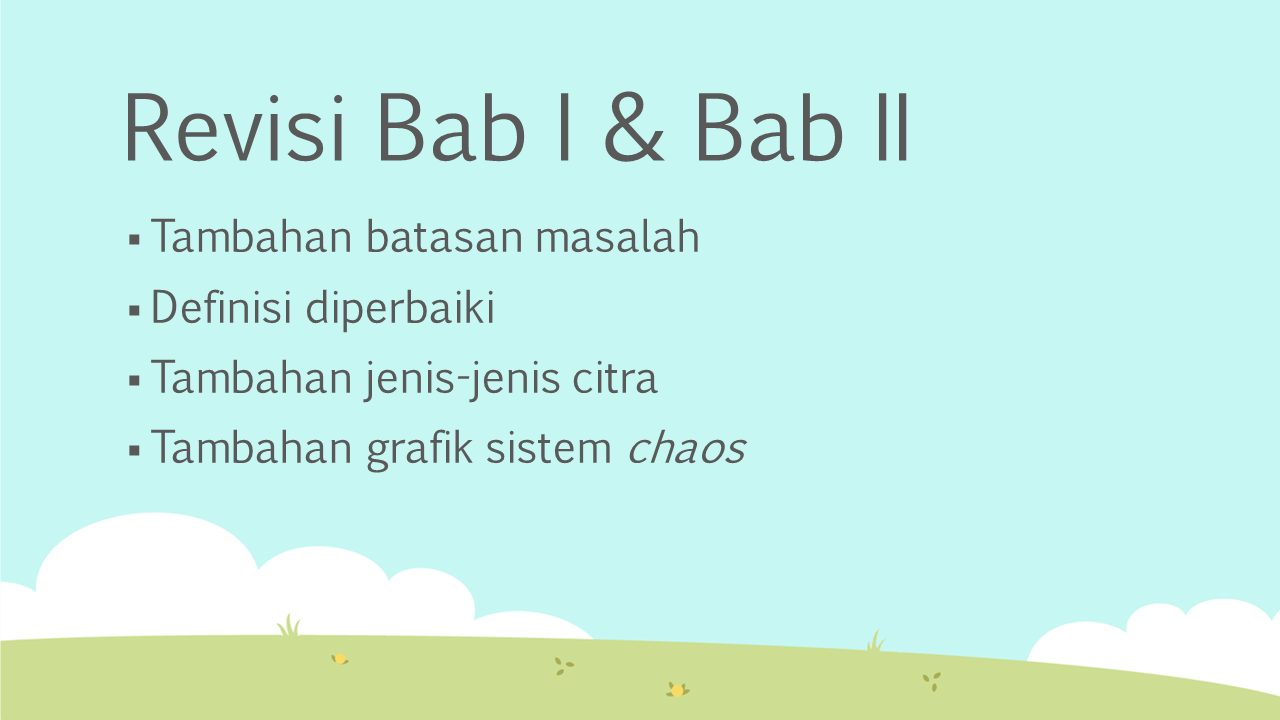 Revisi Bab I & Bab II
▪ Tambahan batasan masalah
▪ Definisi diperbaiki
▪ Tambahan jenis-jenis citra
▪ Tambahan grafik sistem chaos